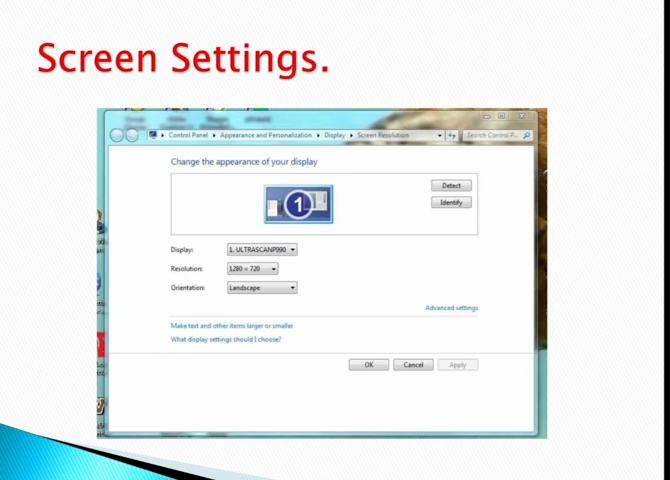 Screen Settings.
Control Panel ▸ Appearance and Personalization ▸ Display ▸ Screen Resolution
Search Control P...
Change the appearance of your display
1
Detect
Identify
Display: 1. ULTRASCANP990
Resolution: 1280 × 720
Orientation: Landscape
Advanced settings
Make text and other items larger or smaller
What display settings should I choose?
OK Cancel Apply